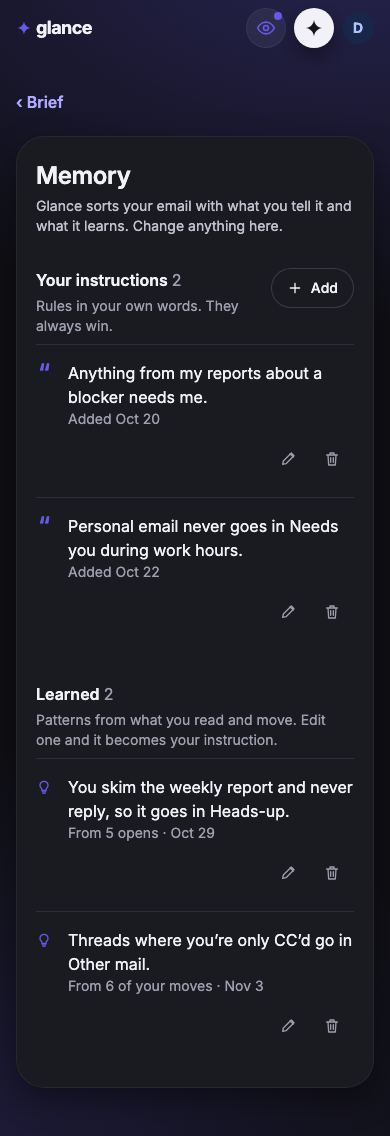 glance
D
‹ Brief
Memory
Glance sorts your email with what you tell it and
what it learns. Change anything here.
Your instructions 2
+ Add
Rules in your own words. They
always win.
Anything from my reports about a
blocker needs me.
Added Oct 20
Personal email never goes in Needs
you during work hours.
Added Oct 22
Learned 2
Patterns from what you read and move. Edit
one and it becomes your instruction.
You skim the weekly report and never
reply, so it goes in Heads-up.
From 5 opens · Oct 29
Threads where you’re only CC’d go in
Other mail.
From 6 of your moves · Nov 3